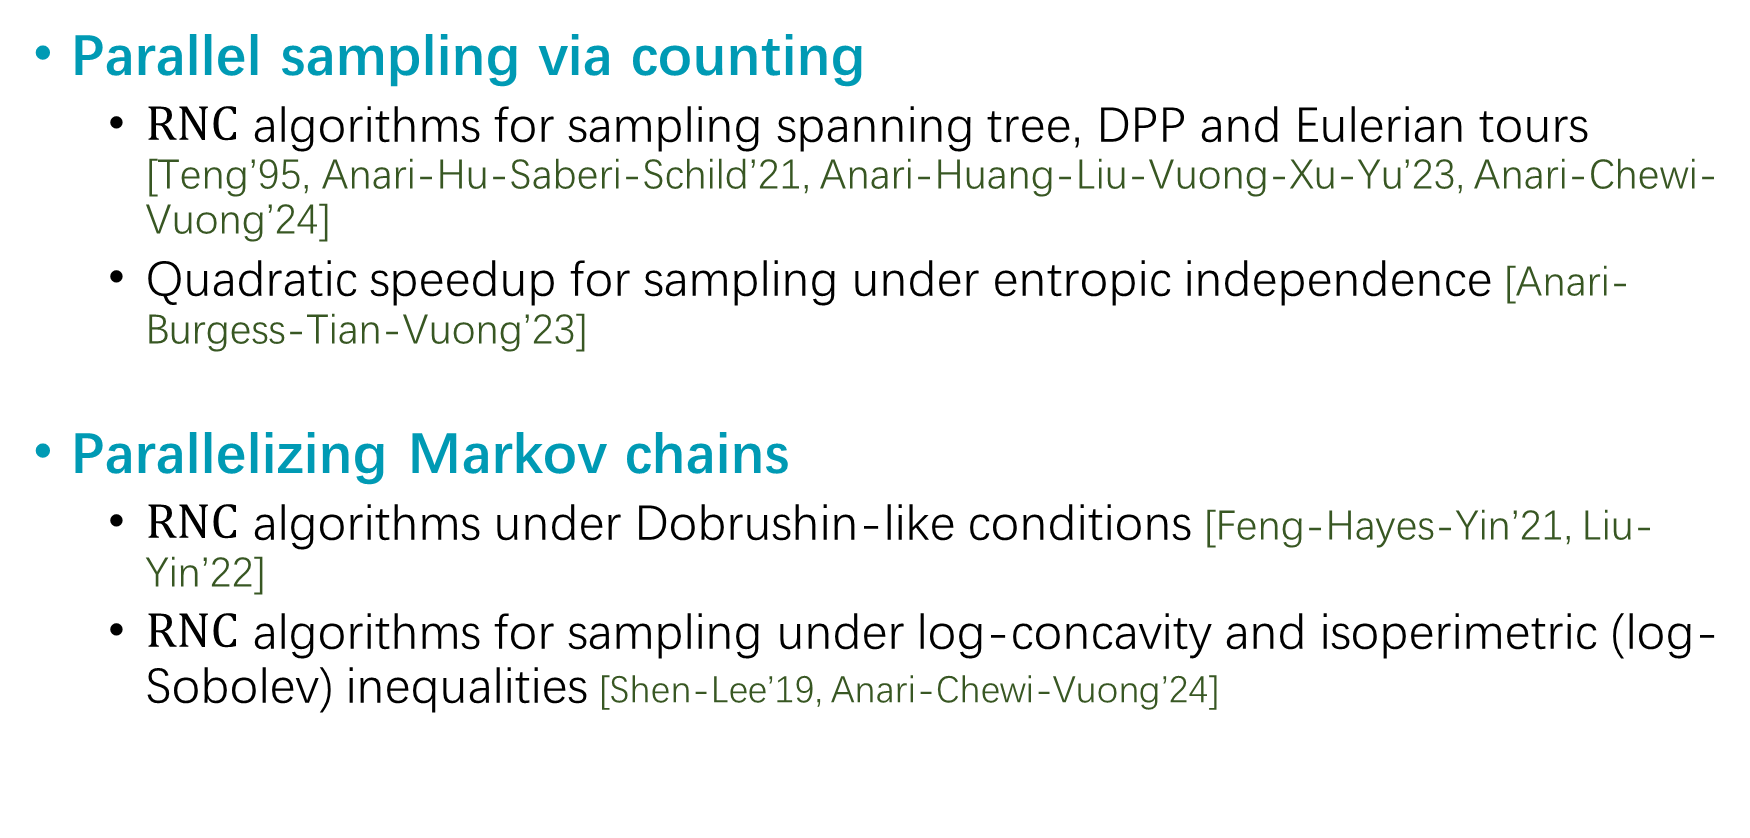 • Parallel sampling via counting
• RNC algorithms for sampling spanning tree, DPP and Eulerian tours
[Teng’95, Anari-Hu-Saberi-Schild’21, Anari-Huang-Liu-Vuong-Xu-Yu’23, Anari-Chewi-
Vuong’24]
• Quadratic speedup for sampling under entropic independence [Anari-
Burgess-Tian-Vuong’23]
• Parallelizing Markov chains
• RNC algorithms under Dobrushin-like conditions [Feng-Hayes-Yin’21, Liu-
Yin’22]
• RNC algorithms for sampling under log-concavity and isoperimetric (log-
Sobolev) inequalities [Shen-Lee’19, Anari-Chewi-Vuong’24]